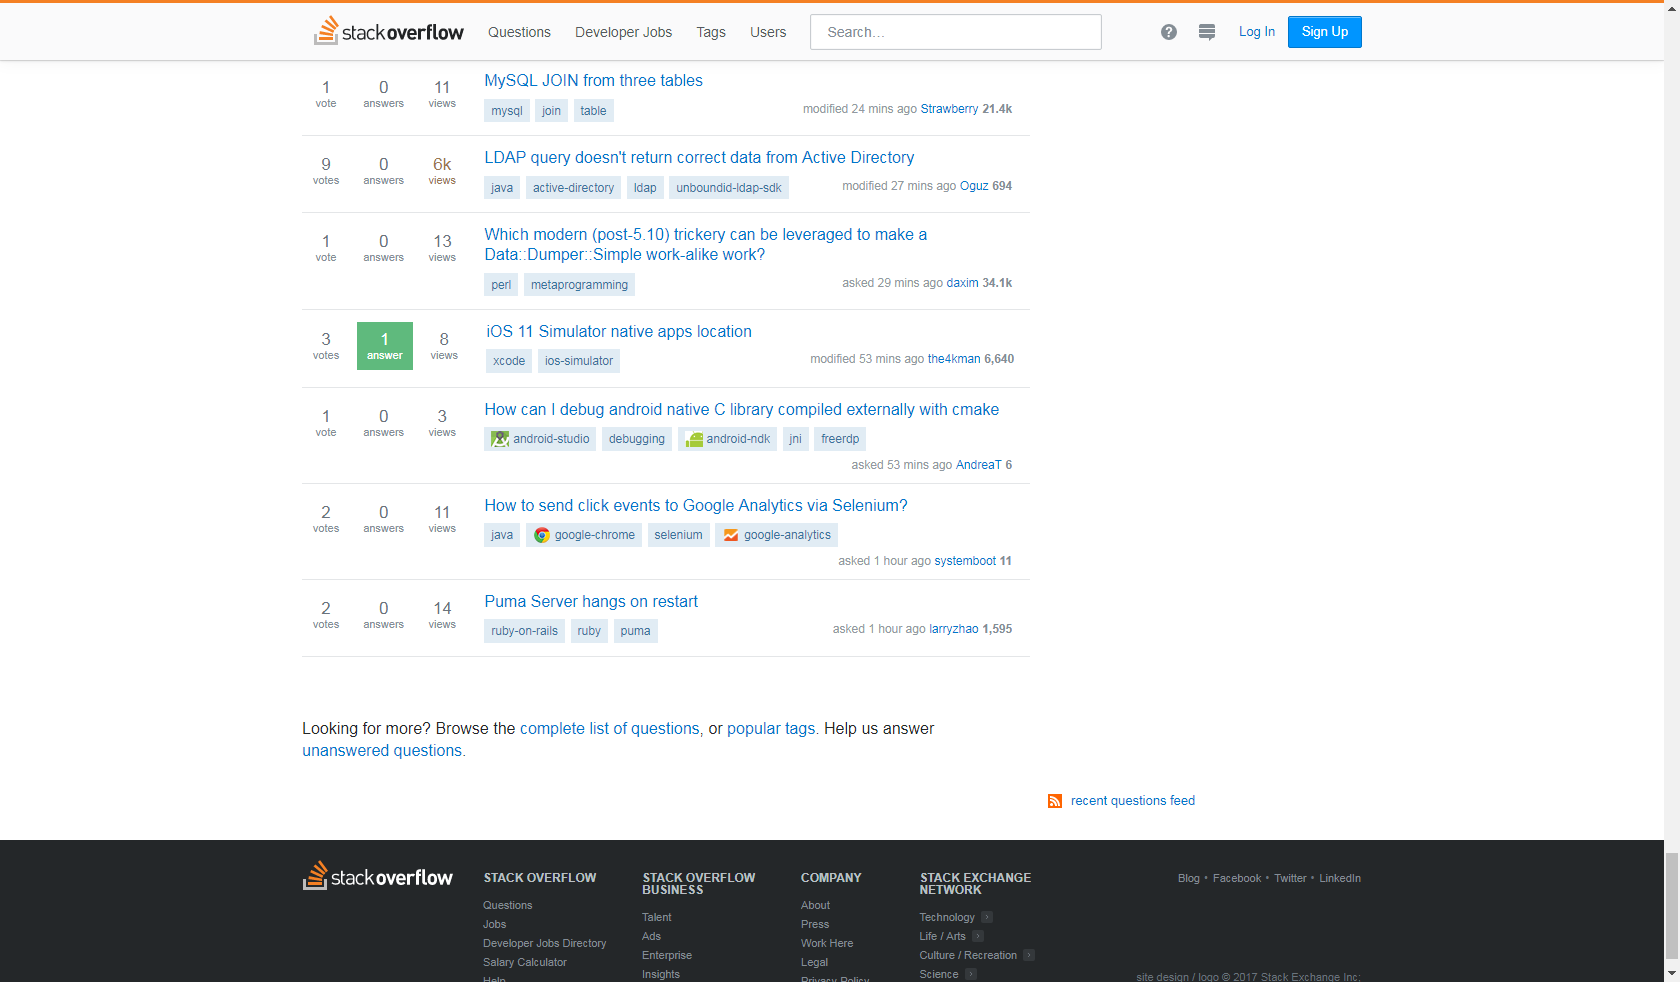 stackoverflow Questions Developer Jobs Tags Users Search... Log In Sign Up
1 vote 0 answers 11 views
MySQL JOIN from three tables
mysql join table
modified 24 mins ago Strawberry 21.4k
9 votes 0 answers 6k views
LDAP query doesn't return correct data from Active Directory
java active-directory ldap unboundid-ldap-sdk
modified 27 mins ago Oguz 694
1 vote 0 answers 13 views
Which modern (post-5.10) trickery can be leveraged to make a
Data::Dumper::Simple work-alike work?
perl metaprogramming
asked 29 mins ago daxim 34.1k
3 votes 1 answer 8 views
iOS 11 Simulator native apps location
xcode ios-simulator
modified 53 mins ago the4kman 6,640
1 vote 0 answers 3 views
How can I debug android native C library compiled externally with cmake
android-studio debugging android-ndk jni freerdp
asked 53 mins ago AndreaT 6
2 votes 0 answers 11 views
How to send click events to Google Analytics via Selenium?
java google-chrome selenium google-analytics
asked 1 hour ago systemboot 11
2 votes 0 answers 14 views
Puma Server hangs on restart
ruby-on-rails ruby puma
asked 1 hour ago larryzhao 1,595
Looking for more? Browse the complete list of questions, or popular tags. Help us answer
unanswered questions.
recent questions feed
stackoverflow
STACK OVERFLOW
Questions
Jobs
Developer Jobs Directory
Salary Calculator
Help
STACK OVERFLOW
BUSINESS
Talent
Ads
Enterprise
Insights
COMPANY
About
Press
Work Here
Legal
Privacy Policy
STACK EXCHANGE
NETWORK
Technology
Life / Arts
Culture / Recreation
Science
Blog • Facebook • Twitter • LinkedIn
site design / logo © 2017 Stack Exchange Inc;